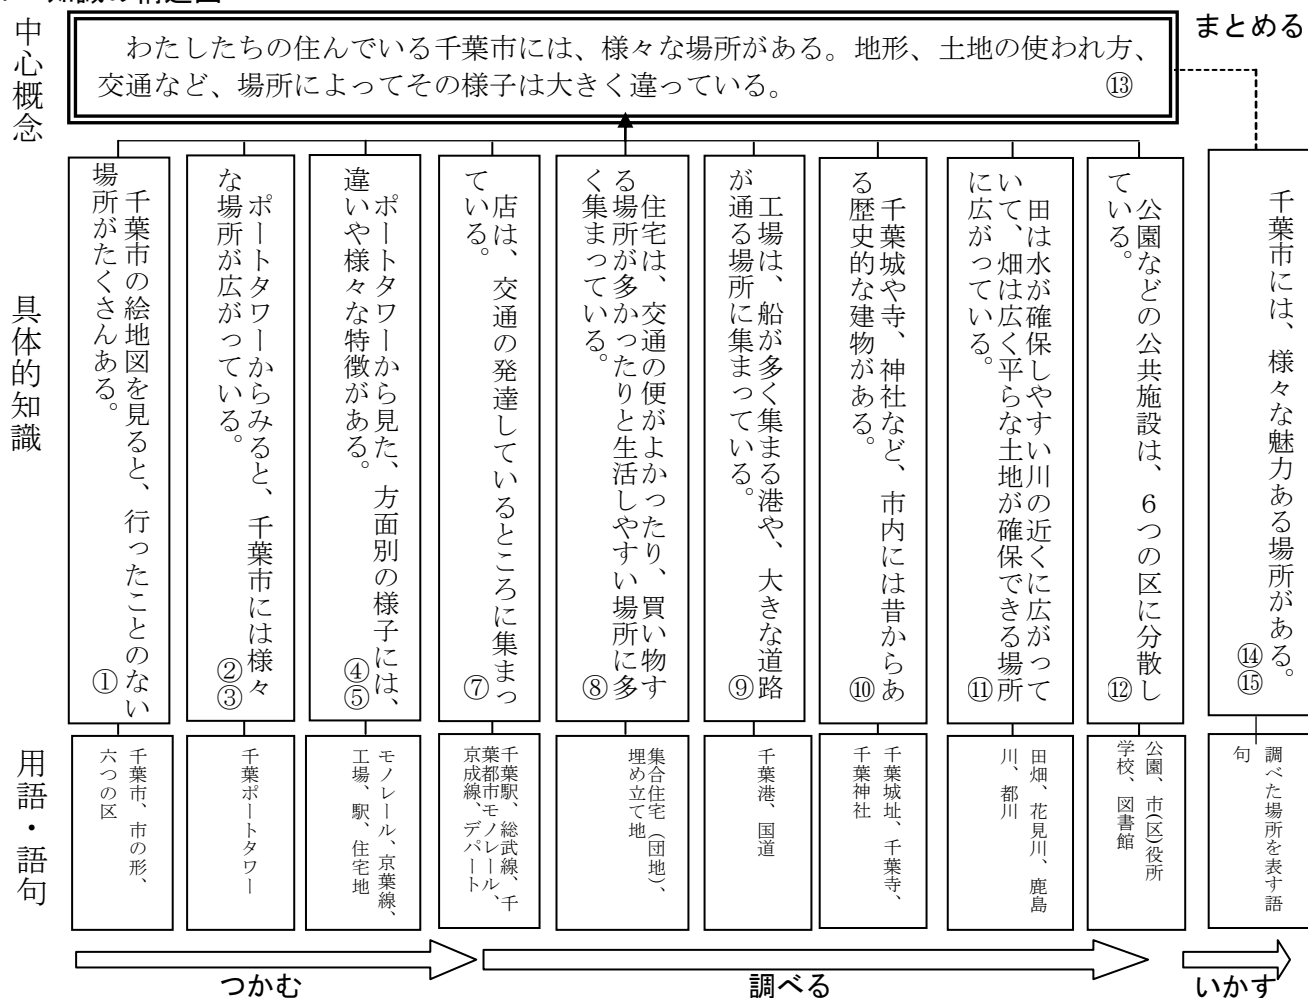 まとめる
中心概念
わたしたちの住んでいる千葉市には、様々な場所がある。地形、土地の使われ方、
交通など、場所によってその様子は大きく違っている。 ⑬
具体的知識
千葉市の絵地図を見ると、行ったことのない
場所がたくさんある。 ①
ポートタワーからみると、千葉市には様々
な場所が広がっている。 ②③
ポートタワーから見た、方面別の様子には、
違いや様々な特徴がある。 ④⑤
店は、交通の発達しているところに集まっ
ている。 ⑦
住宅は、交通の便がよかったり、買い物す
る場所が多かったりと生活しやすい場所に多
く集まっている。 ⑧
工場は、船が多く集まる港や、大きな道路
が通る場所に集まっている。 ⑨
千葉城や寺、神社など、市内には昔からあ
る歴史的な建物がある。 ⑩
田は水が確保しやすい川の近くに広がって
いて、畑は広く平らな土地が確保できる場所
に広がっている。 ⑪
公園などの公共施設は、6つの区に分散し
ている。 ⑫
千葉市には、様々な魅力ある場所がある。
⑭⑮
用語・語句
千葉市、市の形、
六つの区
千葉ポートタワー
モノレール、京葉線、
工場、駅、住宅地
千葉駅、総武線、千
葉都市モノレール、
京成線、デパート
集合住宅(団地)、
埋め立て地
千葉港、国道
千葉城址、千葉寺、
千葉神社
田畑、花見川、鹿島
川、都川
公園、市(区)役所
学校、図書館
調べた場所を表す語
句
つかむ
調べる
いかす